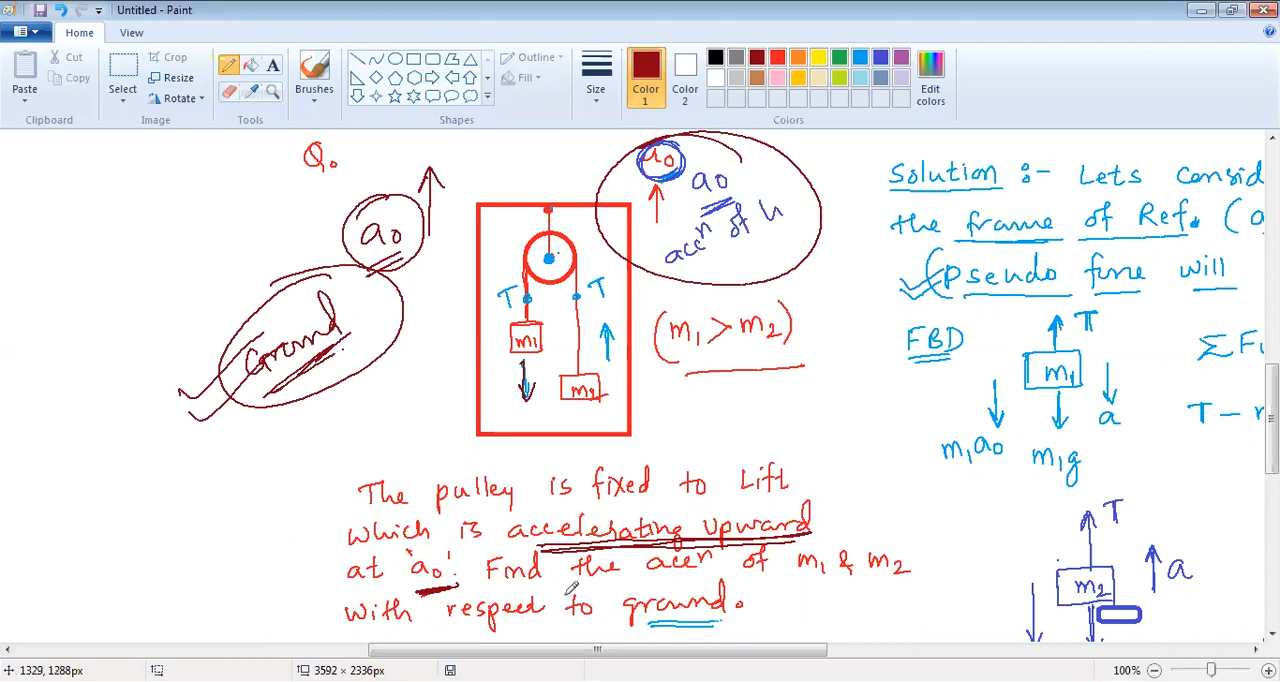 Untitled - Paint
Home
View
Paste
Cut
Copy
Clipboard
Select
Crop
Resize
Rotate
Image
A
Tools
Brushes
Outline
Fill
Shapes
Size
Color 1
Color 2
Edit colors
Colors
Q.
a0
Ground
a0
a0
accn of
T
T
m1
m2
(m1 > m2)
The pulley is fixed to Lift
which is accelerating upward
at 'a0'. Find the accn of m1 & m2
with respect to ground.
Solution :- Lets Consid
the frame of Ref. (a
(pseudo force will
FBD
T
m1
a
m1a0
m1g
ΣF
T -
T
m2
a
1329, 1288px
3592 × 2336px
100%